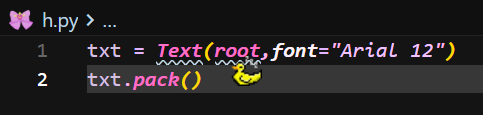 h.py > ...
1 txt = Text(root,font="Arial 12")
2 txt.pack()